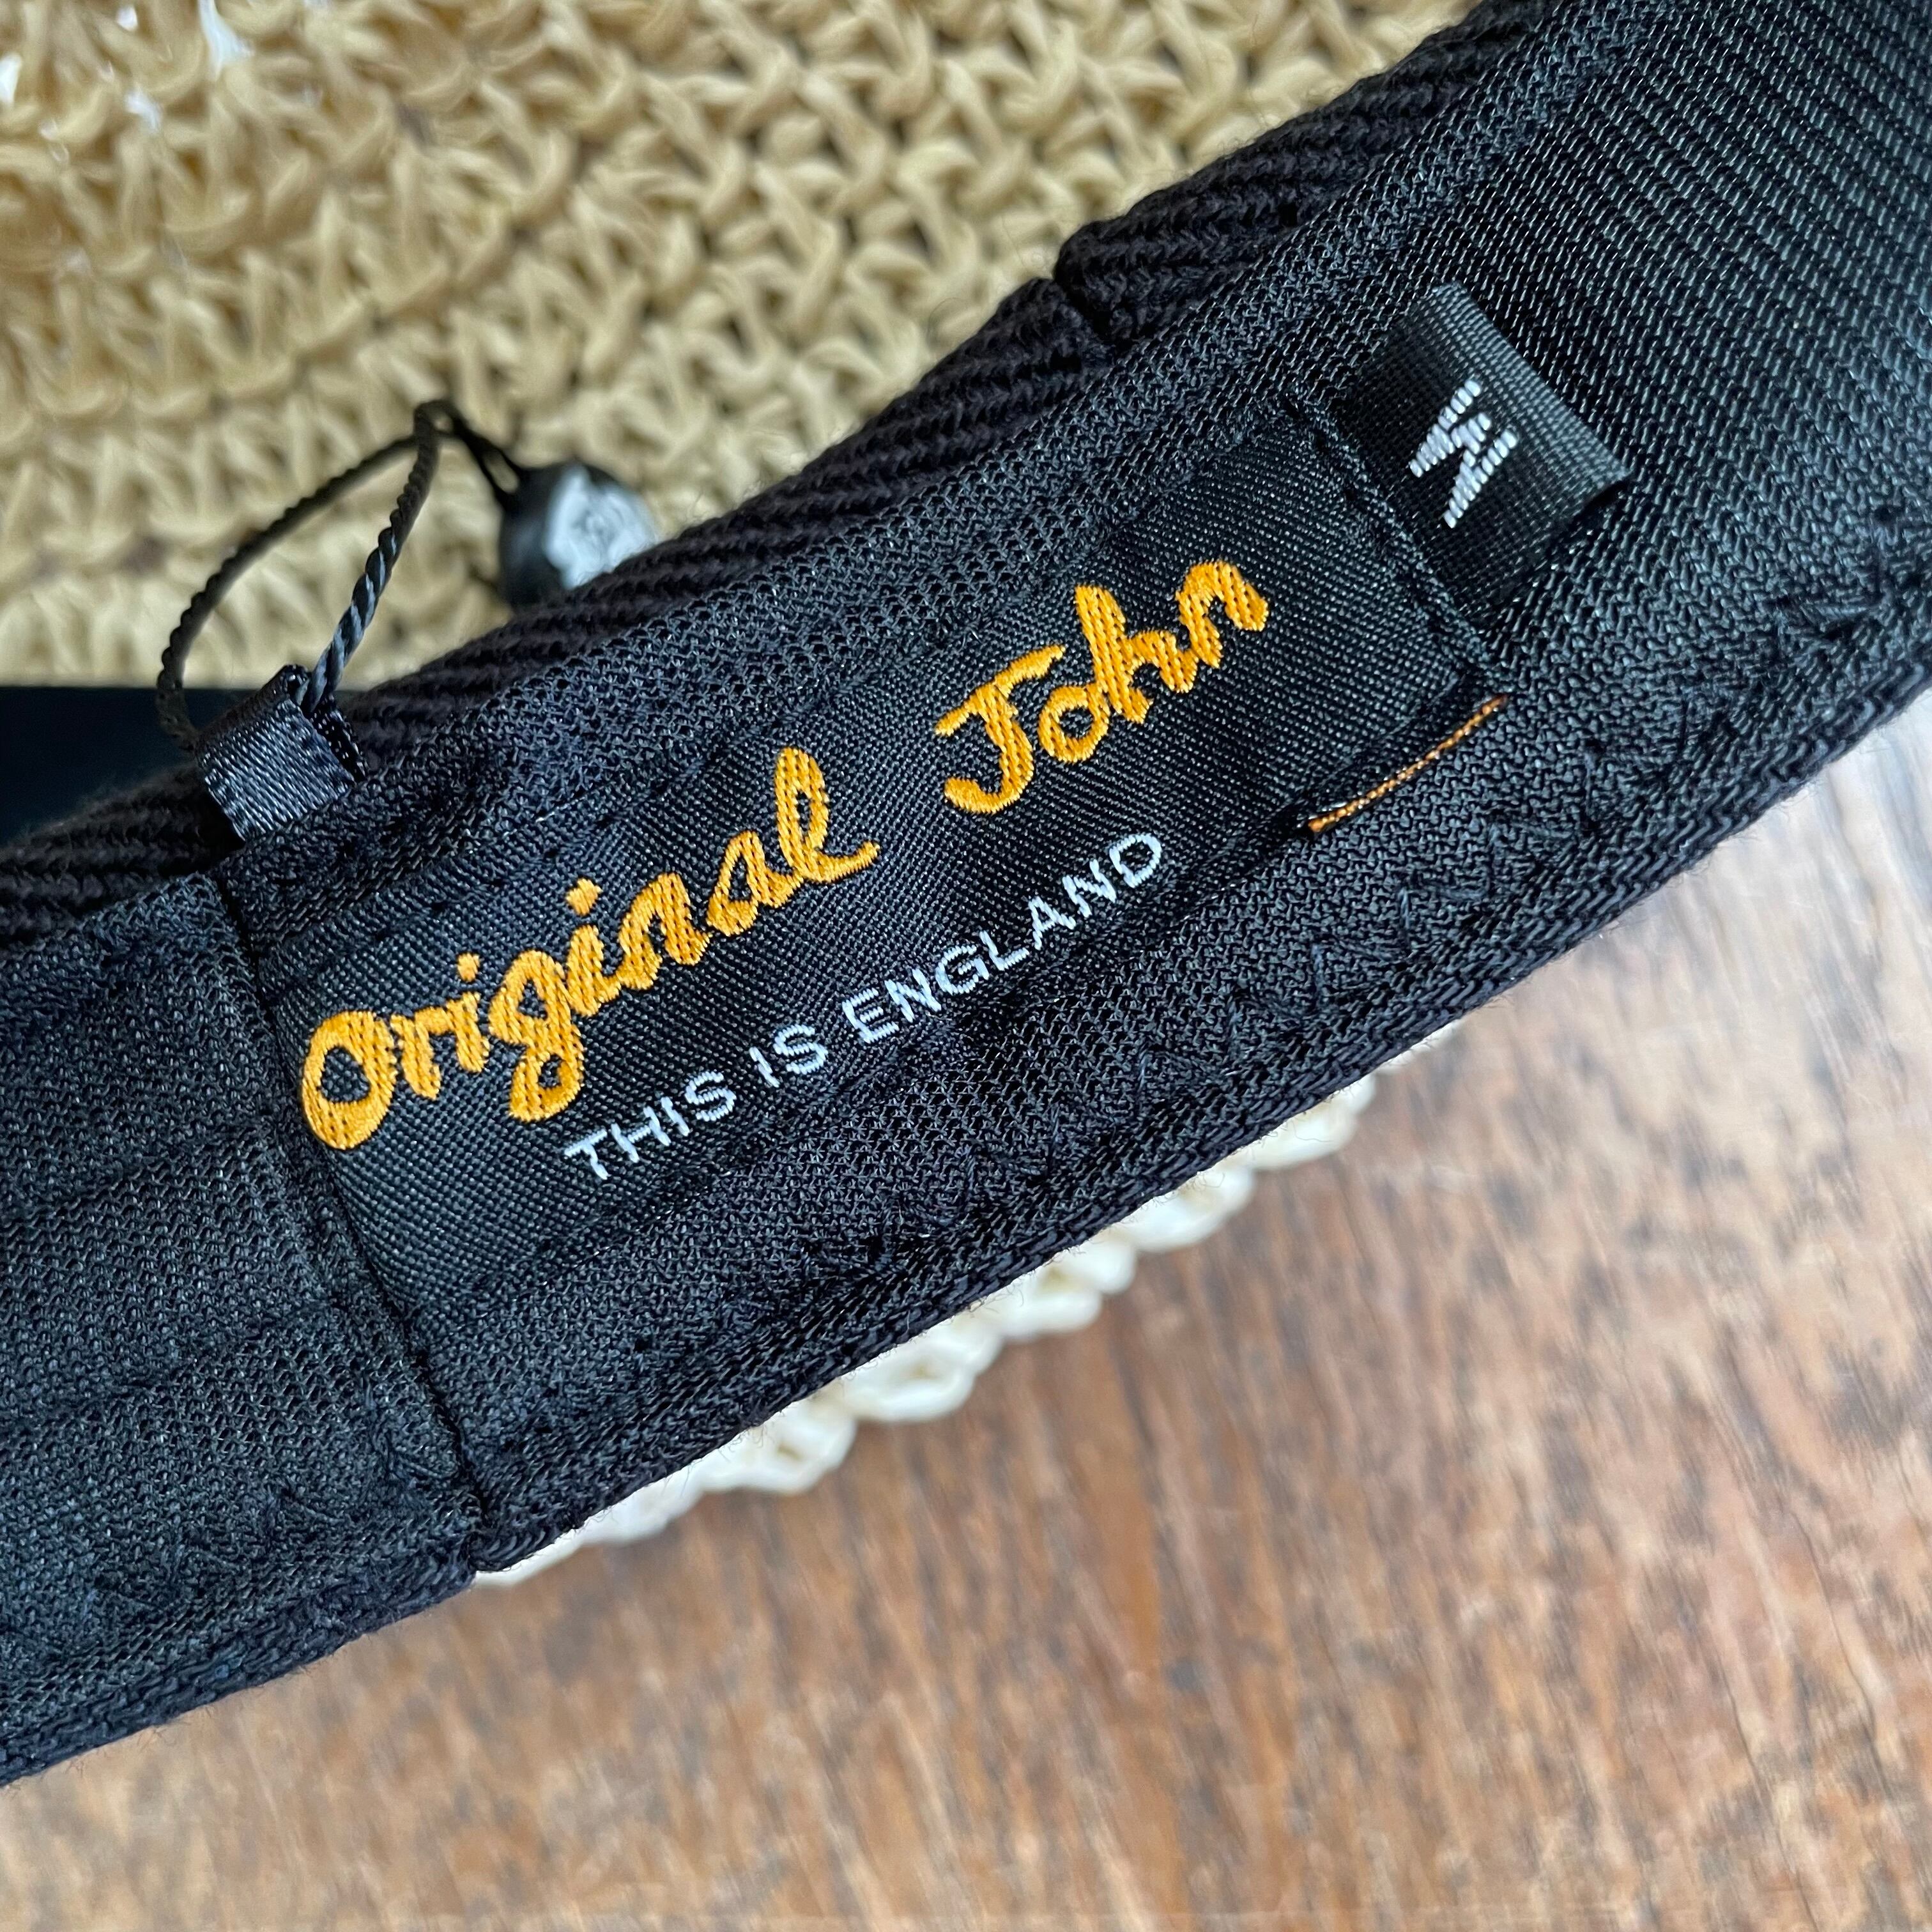 Original John
THIS IS ENGLAND
M